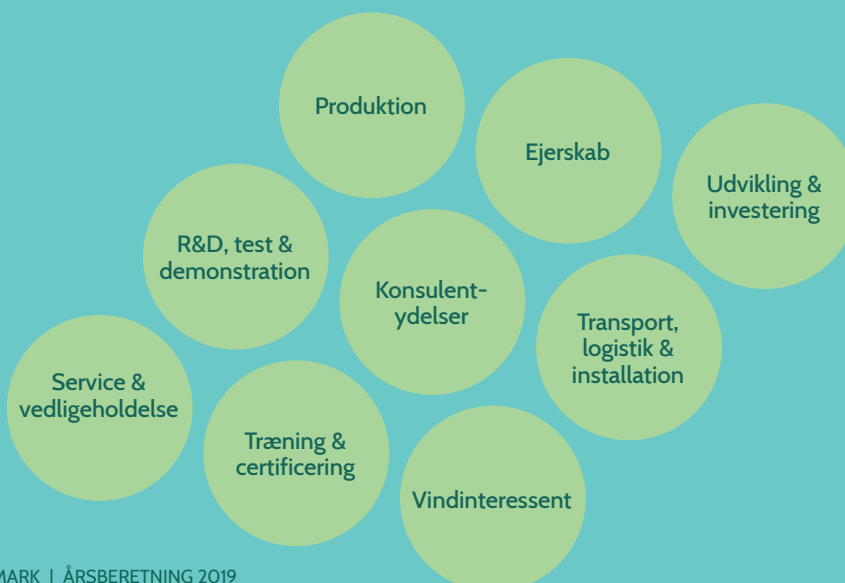 Produktion
Ejerskab
Udvikling &
investering
R&D, test &
demonstration
Konsulent-
ydelser
Transport,
logistik &
installation
Service &
vedligeholdelse
Træning &
certificering
Vindinteressent
MARK | ÅRSBERETNING 2019